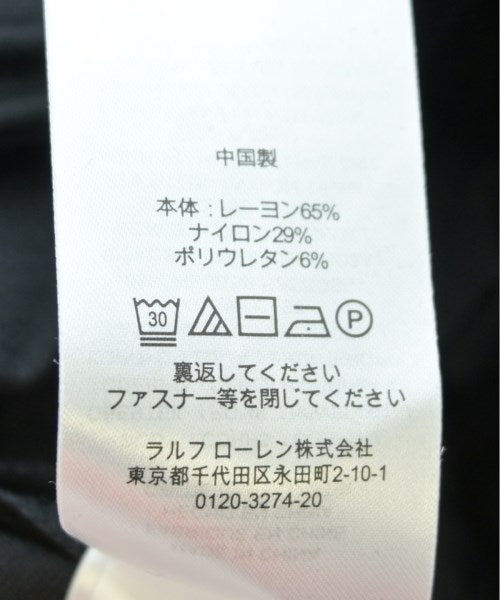 中国製
本体 : レーヨン65%
ナイロン29%
ポリウレタン6%
30 P
裏返してください
ファスナー等を閉じてください
ラルフ ローレン株式会社
東京都千代田区永田町2-10-1
0120-3274-20